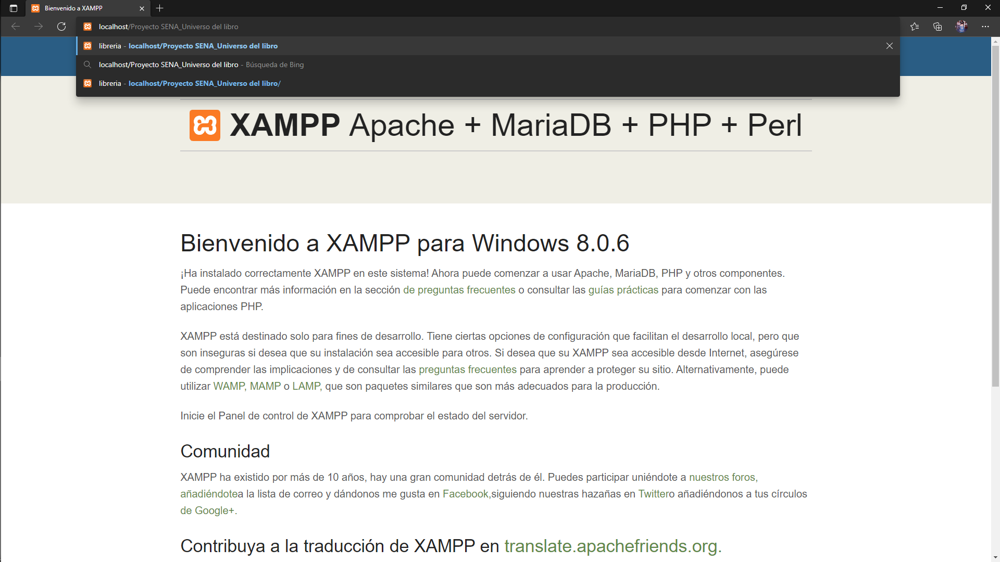 Bienvenido a XAMPP
localhost/Proyecto SENA_Universo del libro
libreria - localhost/Proyecto SENA_Universo del libro
localhost/Proyecto SENA_Universo del libro - Búsqueda de Bing
libreria - localhost/Proyecto SENA_Universo del libro/
XAMPP Apache + MariaDB + PHP + Perl
Bienvenido a XAMPP para Windows 8.0.6
¡Ha instalado correctamente XAMPP en este sistema! Ahora puede comenzar a usar Apache, MariaDB, PHP y otros componentes.
Puede encontrar más información en la sección de preguntas frecuentes o consultar las guías prácticas para comenzar con las
aplicaciones PHP.
XAMPP está destinado solo para fines de desarrollo. Tiene ciertas opciones de configuración que facilitan el desarrollo local, pero que
son inseguras si desea que su instalación sea accesible para otros. Si desea que su XAMPP sea accesible desde Internet, asegúrese
de comprender las implicaciones y de consultar las preguntas frecuentes para aprender a proteger su sitio. Alternativamente, puede
utilizar WAMP, MAMP o LAMP, que son paquetes similares que son más adecuados para la producción.
Inicie el Panel de control de XAMPP para comprobar el estado del servidor.
Comunidad
XAMPP ha existido por más de 10 años, hay una gran comunidad detrás de él. Puedes participar uniéndote a nuestros foros,
añadiéndotea la lista de correo y dándonos me gusta en Facebook,siguiendo nuestras hazañas en Twittero añadiéndonos a tus círculos
de Google+.
Contribuya a la traducción de XAMPP en translate.apachefriends.org.